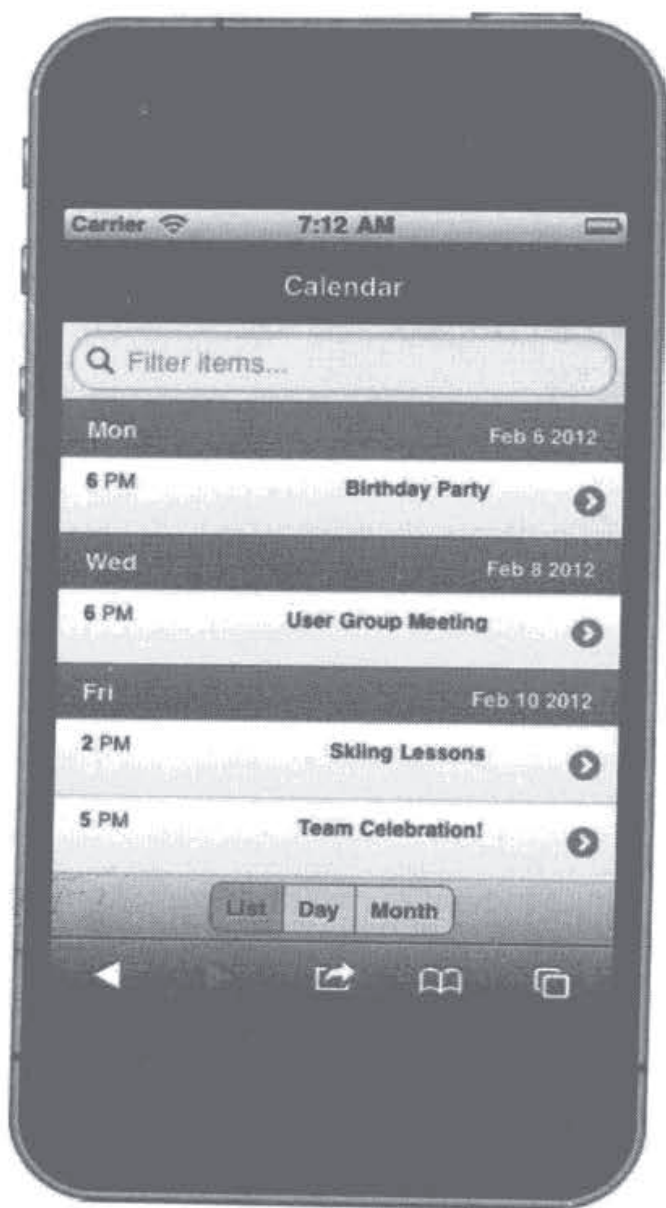 Carrier 7:12 AM
Calendar
Filter items...
Mon Feb 6 2012
6 PM Birthday Party
Wed Feb 8 2012
6 PM User Group Meeting
Fri Feb 10 2012
2 PM Skiing Lessons
5 PM Team Celebration!
List Day Month